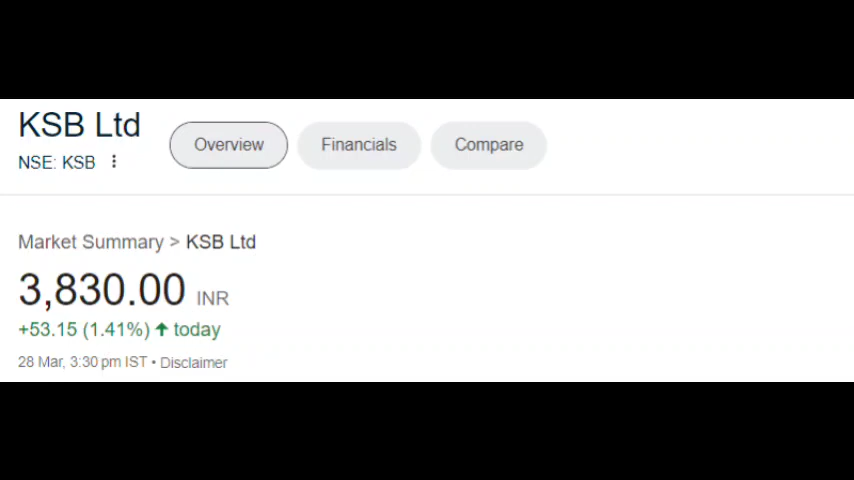 KSB Ltd
NSE: KSB
Overview
Financials
Compare
Market Summary > KSB Ltd
3,830.00 INR
+53.15 (1.41%) ↑ today
28 Mar, 3:30 pm IST • Disclaimer